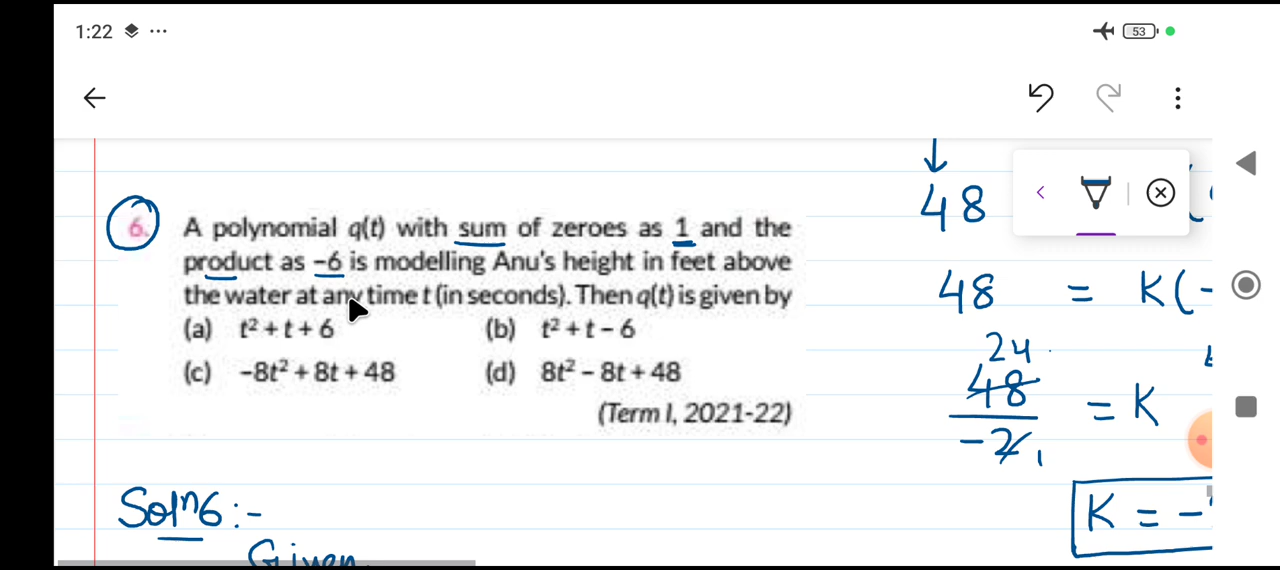 1:22
53
6. A polynomial q(t) with sum of zeroes as 1 and the
product as −6 is modelling Anu's height in feet above
the water at any time t (in seconds). Then q(t) is given by
(a) t² + t + 6 (b) t² + t − 6
(c) −8t² + 8t + 48 (d) 8t² − 8t + 48
(Term I, 2021-22)
Solⁿ6:-
Given
↓
48
48 = K(-
24
48/-2 = K
1
K = -